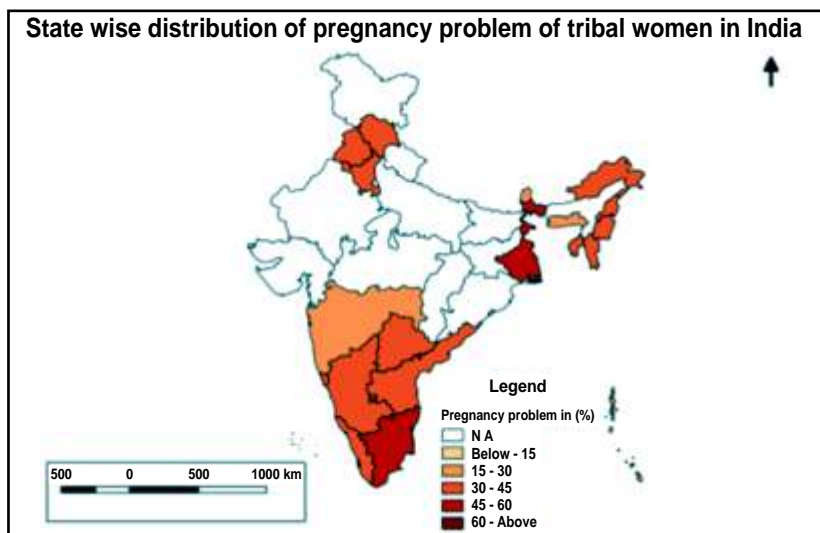 State wise distribution of pregnancy problem of tribal women in India
Legend
Pregnancy problem in (%)
N A
Below - 15
15 - 30
30 - 45
45 - 60
60 - Above
500 0 500 1000 km